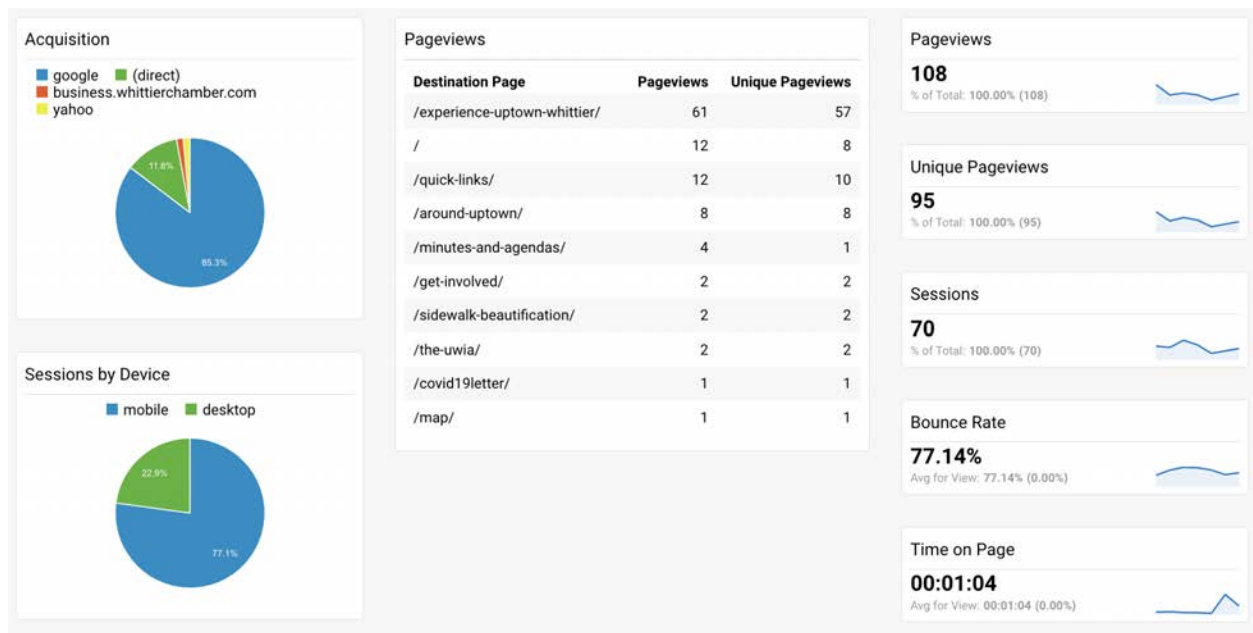 Acquisition
google (direct)
business.whittierchamber.com
yahoo
11.8%
85.3%
Sessions by Device
mobile desktop
22.9%
77.1%
Pageviews
Destination Page Pageviews Unique Pageviews
/experience-uptown-whittier/ 61 57
/ 12 8
/quick-links/ 12 10
/around-uptown/ 8 8
/minutes-and-agendas/ 4 1
/get-involved/ 2 2
/sidewalk-beautification/ 2 2
/the-uwia/ 2 2
/covid19letter/ 1 1
/map/ 1 1
Pageviews
108
% of Total: 100.00% (108)
Unique Pageviews
95
% of Total: 100.00% (95)
Sessions
70
% of Total: 100.00% (70)
Bounce Rate
77.14%
Avg for View: 77.14% (0.00%)
Time on Page
00:01:04
Avg for View: 00:01:04 (0.00%)